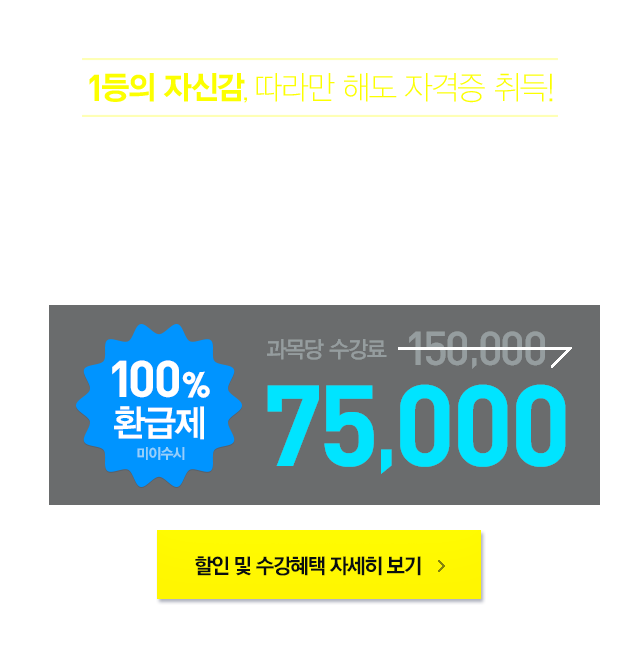 1등의 자신감. 따라만 해도 자격증 취득!
100%
환급제
미이수시
과목당 수강료 150,000
75,000
할인 및 수강혜택 자세히 보기 >